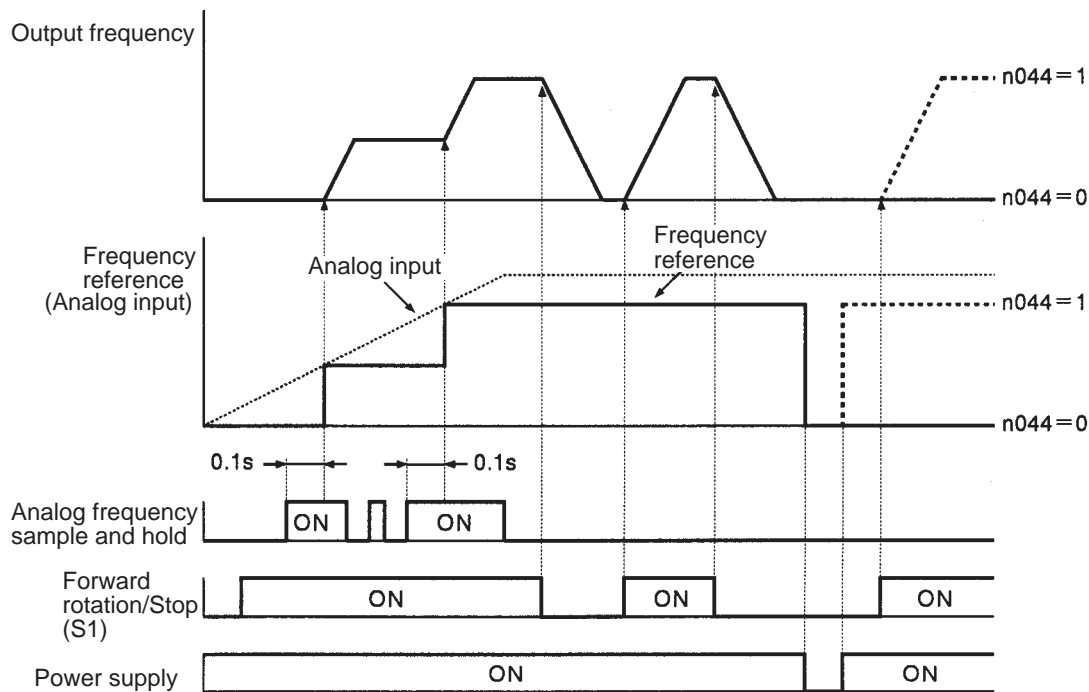 Output frequency
n044=1
n044=0
Frequency
reference
(Analog input)
Analog input
Frequency
reference
n044=1
n044=0
0.1s
0.1s
Analog frequency
sample and hold
ON
ON
Forward
rotation/Stop
(S1)
ON
ON
ON
Power supply
ON
ON